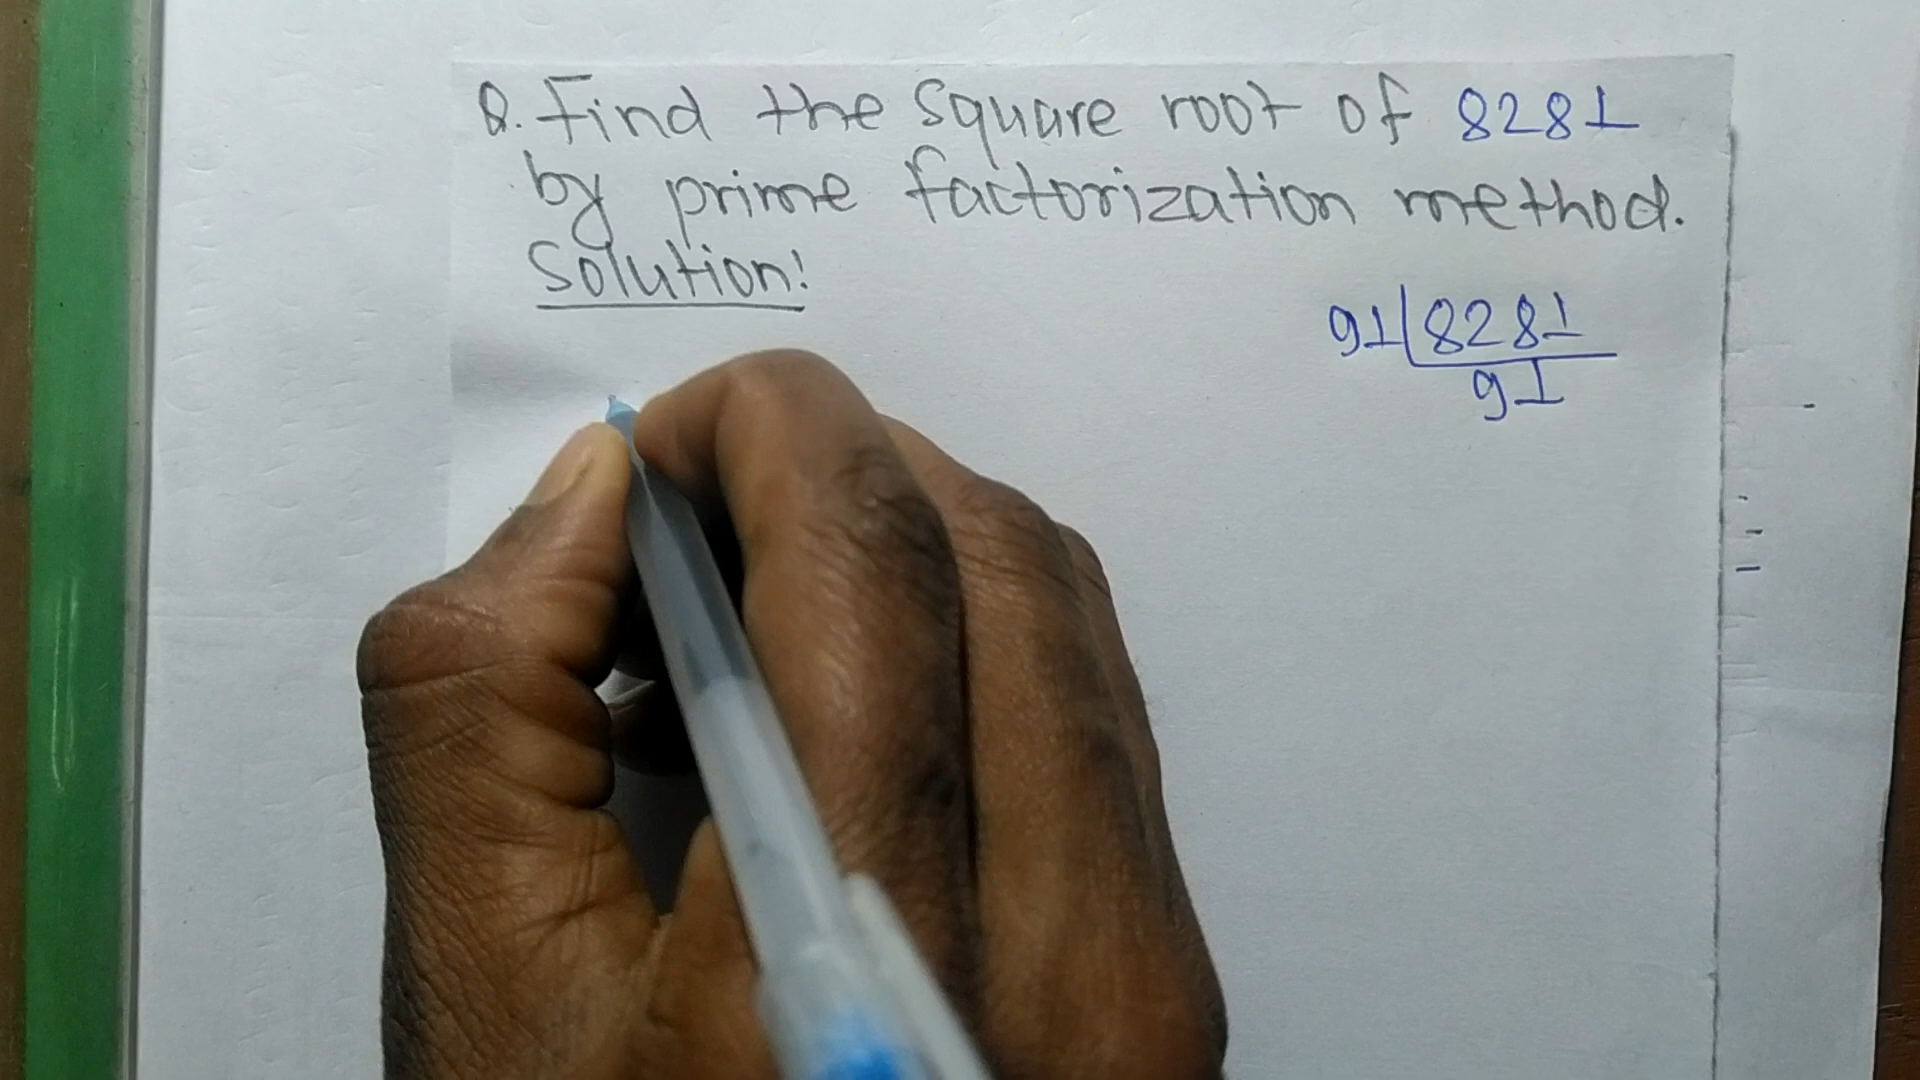 Q. Find the square root of 8281
by prime factorization method.
Solution:
91 8281
91